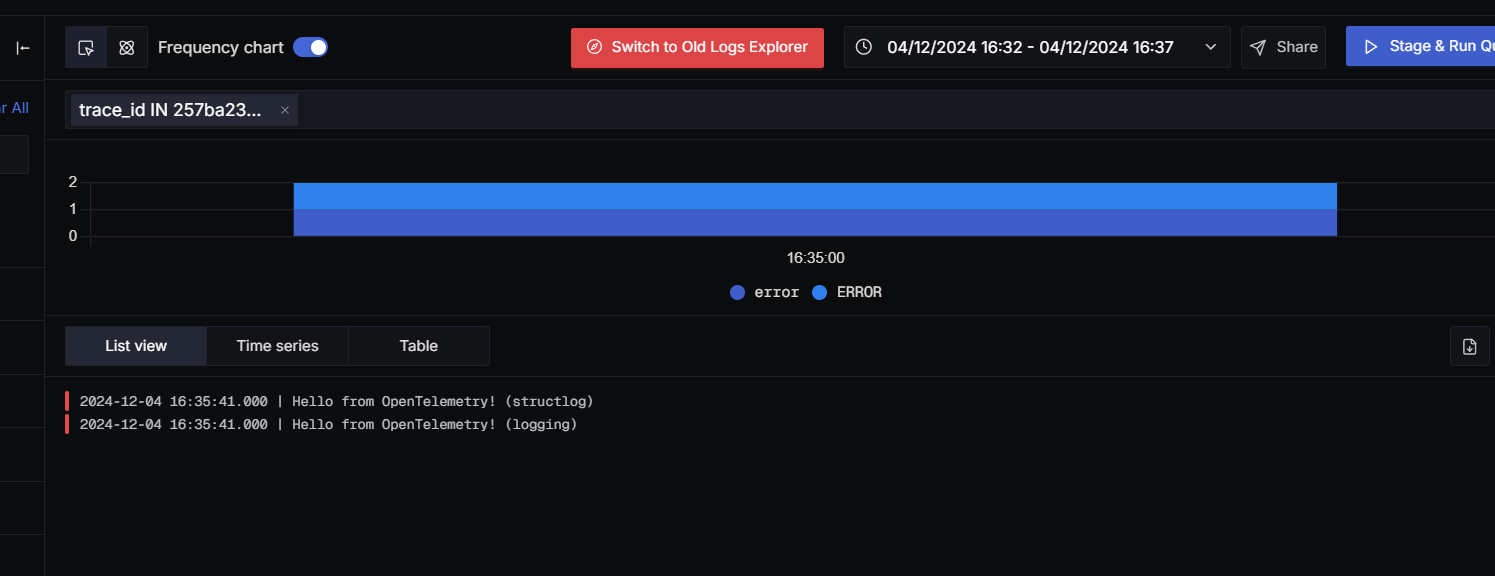 Frequency chart
Switch to Old Logs Explorer
04/12/2024 16:32 - 04/12/2024 16:37
Share
Stage & Run Qu
r All
trace_id IN 257ba23...
2
1
0
16:35:00
error
ERROR
List view
Time series
Table
2024-12-04 16:35:41.000 | Hello from OpenTelemetry! (structlog)
2024-12-04 16:35:41.000 | Hello from OpenTelemetry! (logging)